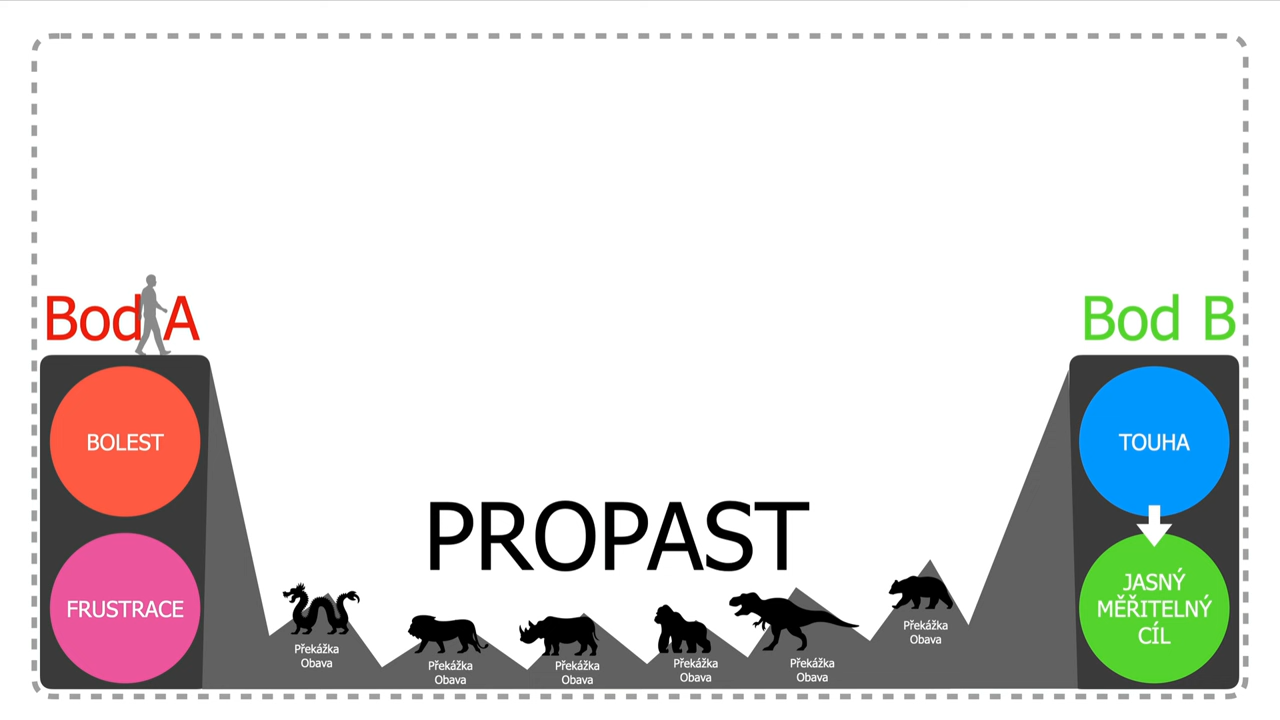 Bod A
Bod B
BOLEST
FRUSTRACE
PROPAST
Překážka
Obava
Překážka
Obava
Překážka
Obava
Překážka
Obava
Překážka
Obava
Překážka
Obava
TOUHA
JASNÝ
MĚŘITELNÝ
CÍL